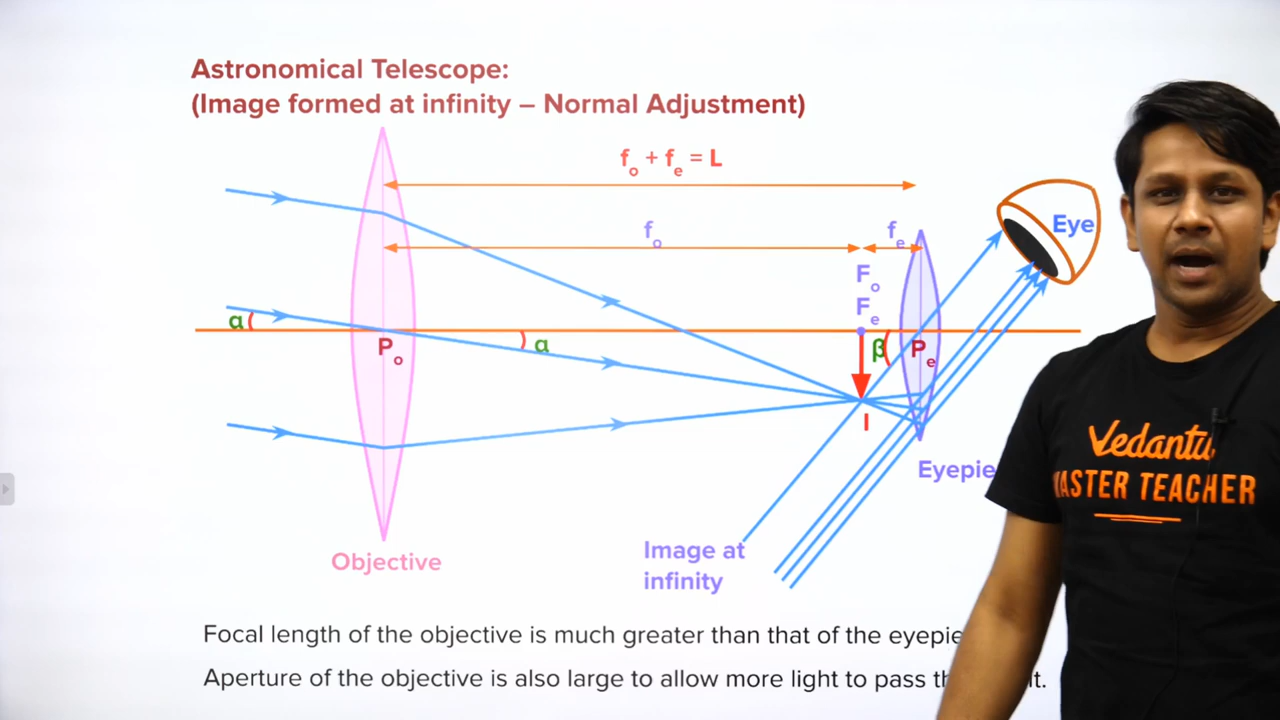 Astronomical Telescope:
(Image formed at infinity – Normal Adjustment)
fo + fe = L
fo
fe
Eye
Fo
Fe
α
Po
α
β
Pe
I
Eyepie
Image at
infinity
Objective
Vedantu
MASTER TEACHER
Focal length of the objective is much greater than that of the eyepie
Aperture of the objective is also large to allow more light to pass